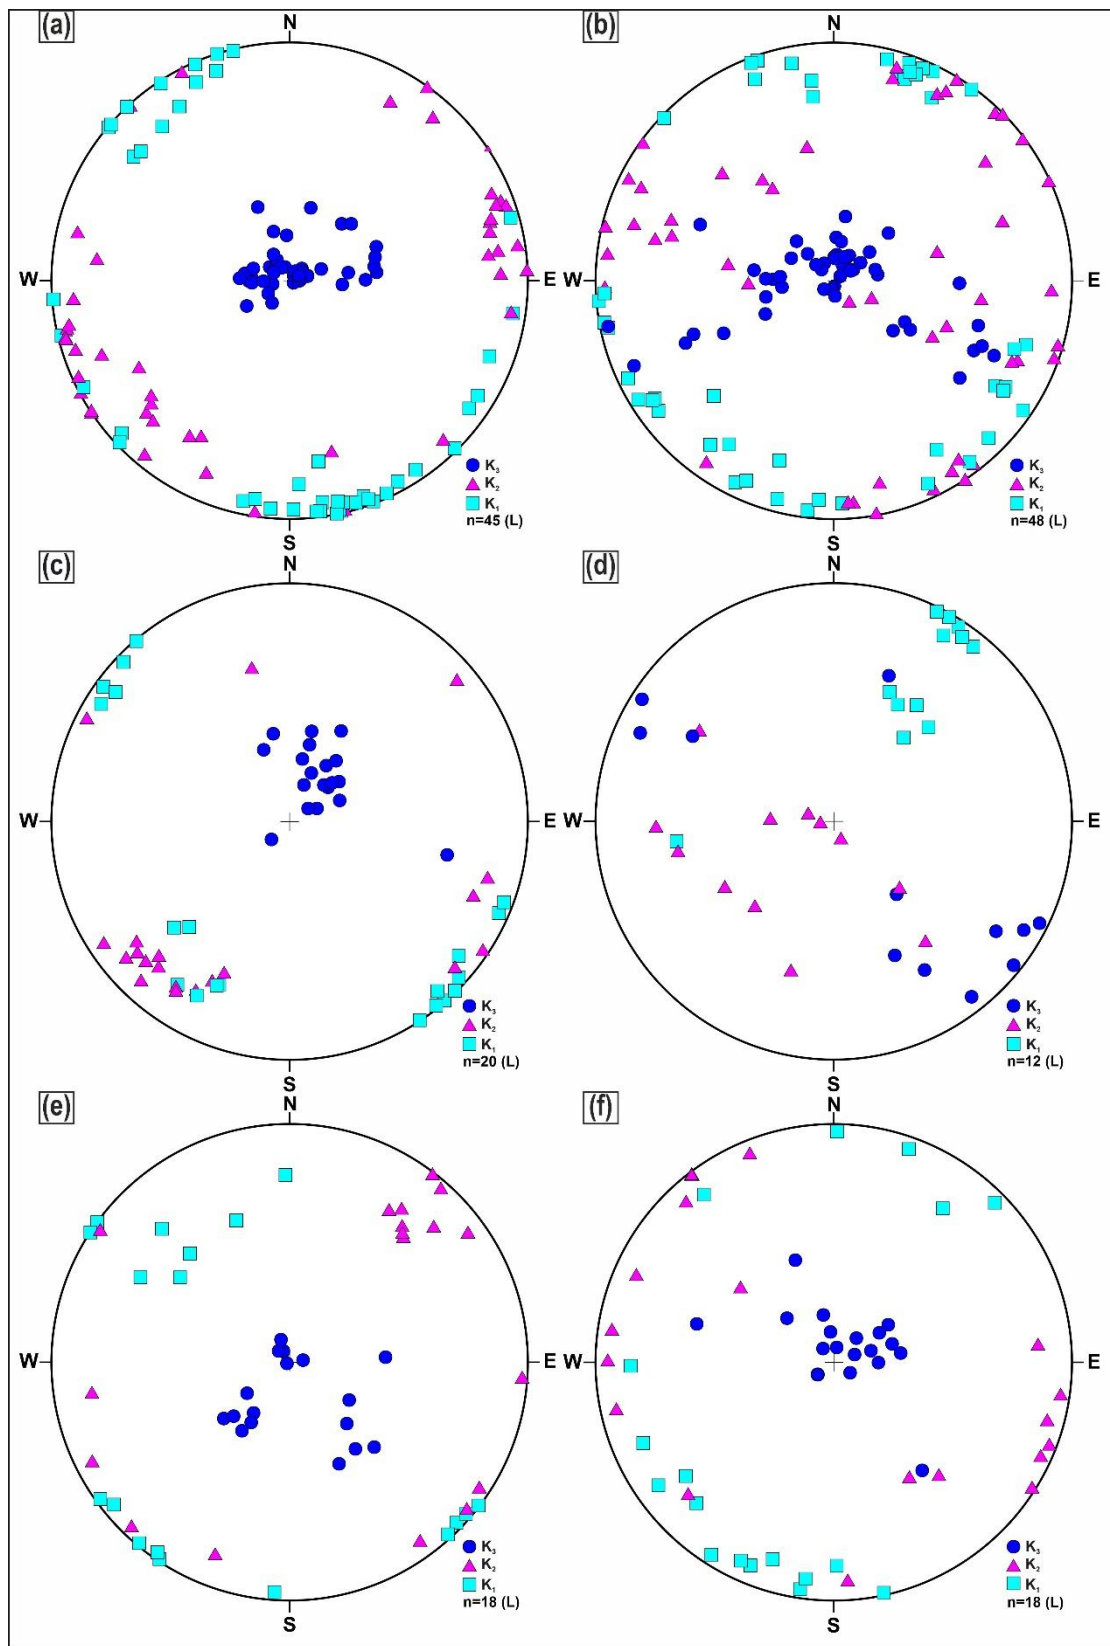 (a)
N
W
E
S
K₃
K₂
K₁
n=45 (L)
(b)
N
W
E
S
K₃
K₂
K₁
n=48 (L)
(c)
N
W
E
S
K₃
K₂
K₁
n=20 (L)
(d)
N
W
E
S
K₃
K₂
K₁
n=12 (L)
(e)
N
W
E
S
K₃
K₂
K₁
n=18 (L)
(f)
N
W
E
S
K₃
K₂
K₁
n=18 (L)